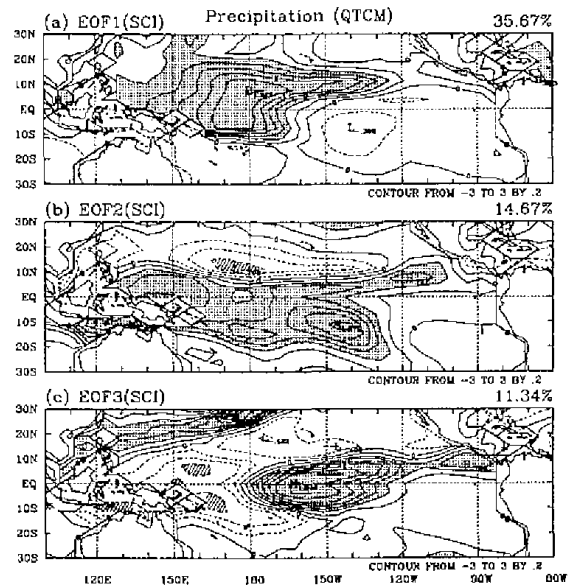 Precipitation (QTCM)
(a) EOF1(SCI) 35.67%
30N
20N
10N
EQ
10S
20S
30S
CONTOUR FROM -3 TO 3 BY .2
(b) EOF2(SCI) 14.67%
30N
20N
10N
EQ
10S
20S
30S
CONTOUR FROM -3 TO 3 BY .2
(c) EOF3(SCI) 11.34%
30N
20N
10N
EQ
10S
20S
30S
CONTOUR FROM -3 TO 3 BY .2
120E 150E 180 150W 120W 90W 60W